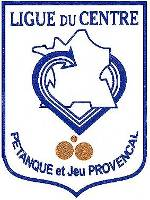 LIGUE DU CENTRE
PETANQUE et Jeu PROVENCAL